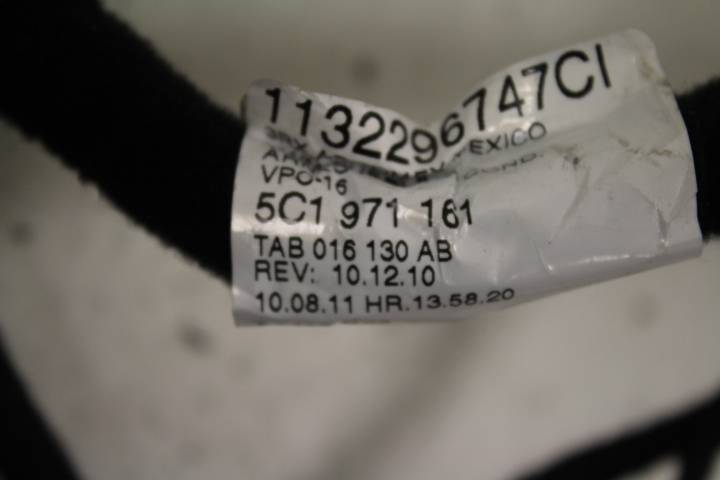 1132296747CI
MEXICO
VPC-16
5C1 971 161
TAB 016 130 AB
REV: 10.12.10
10.08.11 HR.13.58.20